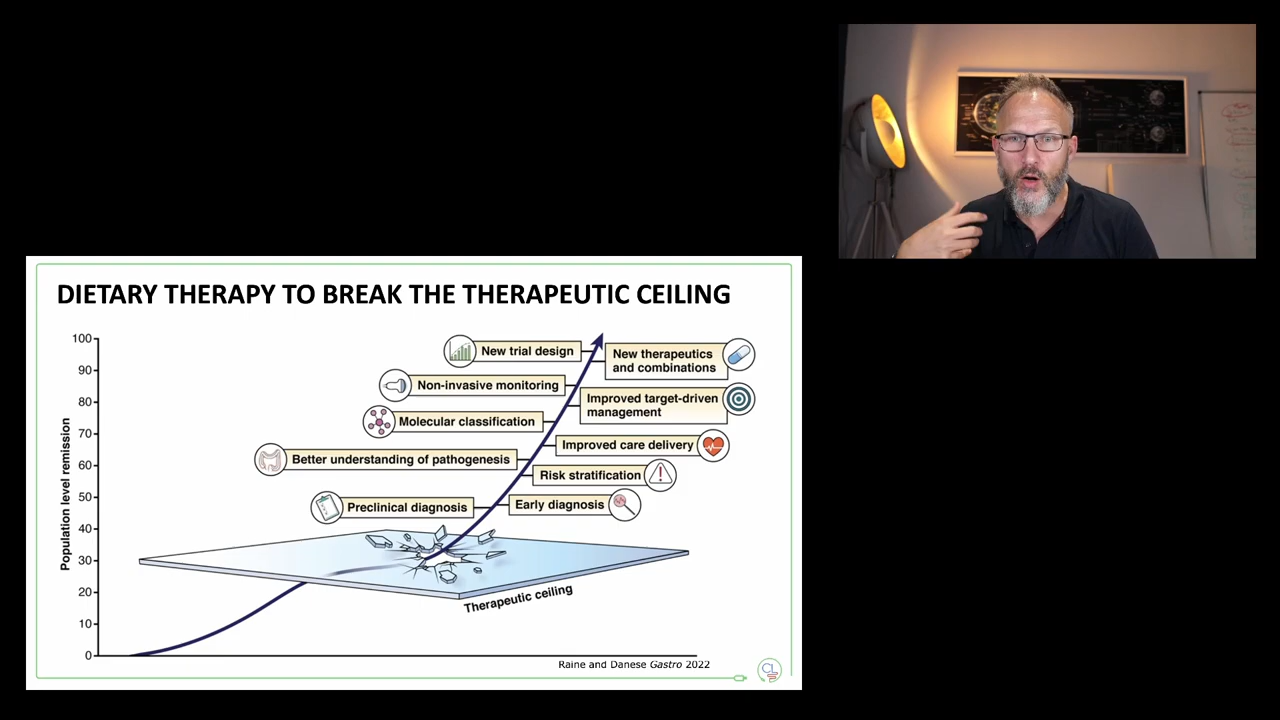 DIETARY THERAPY TO BREAK THE THERAPEUTIC CEILING
100
90
80
70
60
50
40
30
20
10
0
Population level remission
New trial design
New therapeutics
and combinations
Non-invasive monitoring
Improved target-driven
management
Molecular classification
Improved care delivery
Better understanding of pathogenesis
Risk stratification
Preclinical diagnosis
Early diagnosis
Therapeutic ceiling
Raine and Danese Gastro 2022